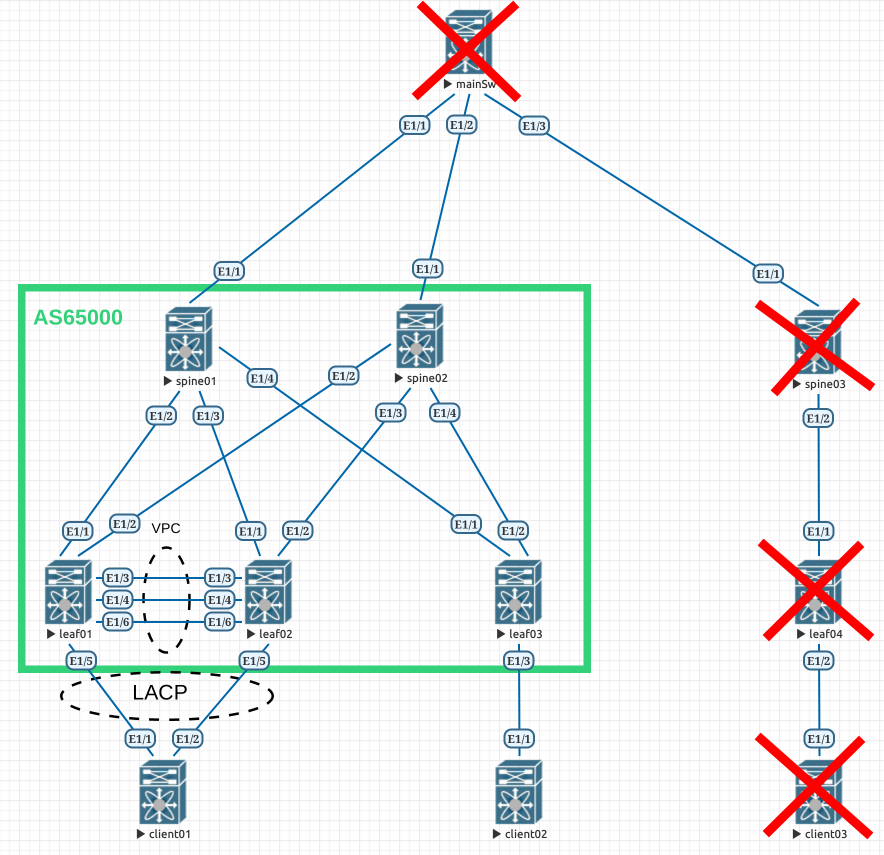 mainSw
E1/1
E1/2
E1/3
E1/1
E1/1
E1/1
AS65000
spine01
spine02
spine03
E1/4
E1/2
E1/2
E1/3
E1/3
E1/4
E1/2
E1/1
E1/2
VPC
E1/1
E1/2
E1/1
E1/2
E1/1
E1/3
E1/3
E1/4
E1/4
E1/6
E1/6
leaf01
leaf02
leaf03
leaf04
E1/5
E1/5
E1/3
E1/2
LACP
E1/1
E1/2
E1/1
E1/1
client01
client02
client03